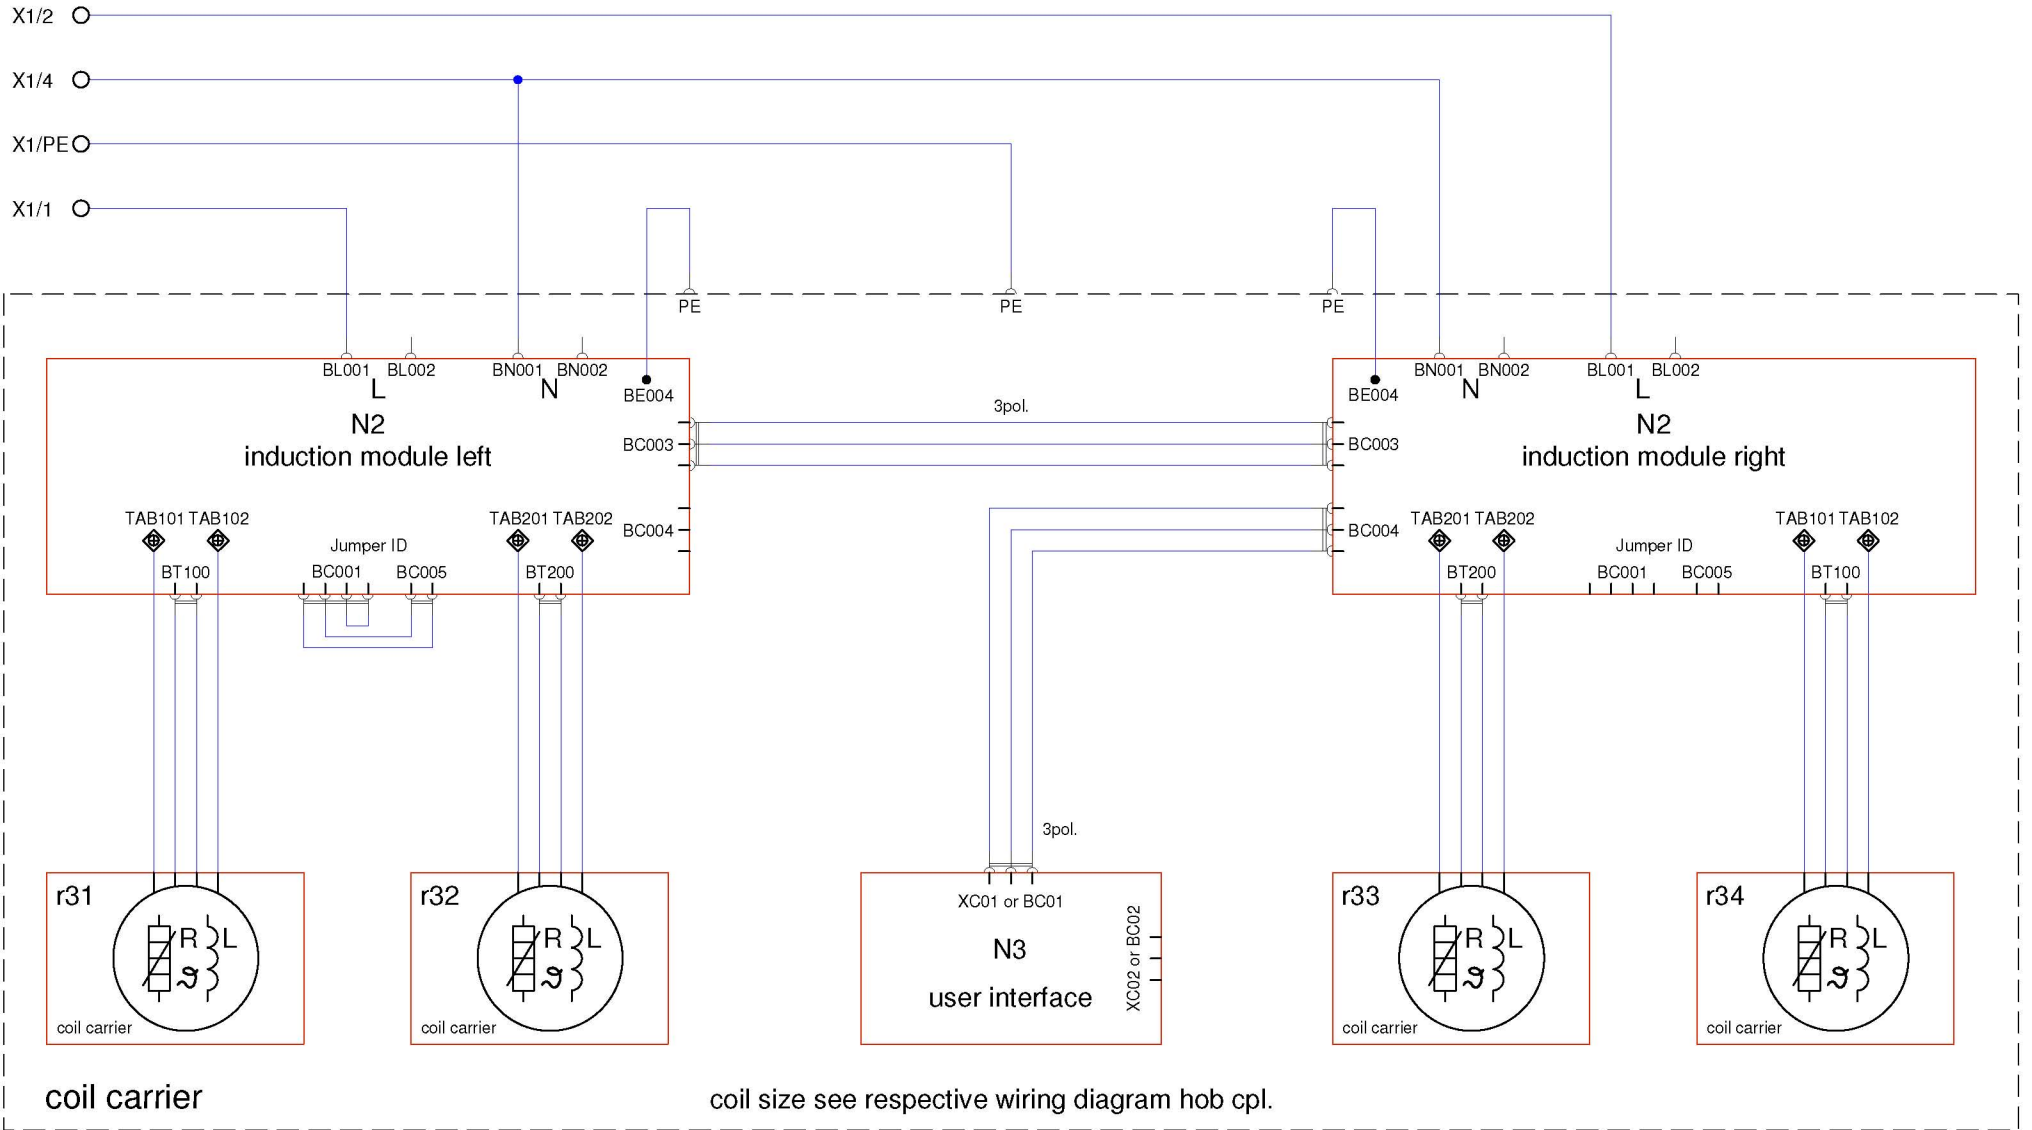 X1/2
X1/4
X1/PE
X1/1
PE PE PE
BL001 BL002 BN001 BN002
L N
BE004
N2
induction module left
BC003
3pol.
BN001 BN002 BL001 BL002
N L
BE004
N2
induction module right
BC003
TAB101 TAB102 TAB201 TAB202
BC004
Jumper ID
BT100 BC001 BC005 BT200
BC004
TAB201 TAB202 TAB101 TAB102
Jumper ID
BT200 BC001 BC005 BT100
3pol.
r31
R L
ϑ
coil carrier
r32
R L
ϑ
coil carrier
XC01 or BC01
N3
user interface
XC02 or BC02
r33
R L
ϑ
coil carrier
r34
R L
ϑ
coil carrier
coil carrier
coil size see respective wiring diagram hob cpl.